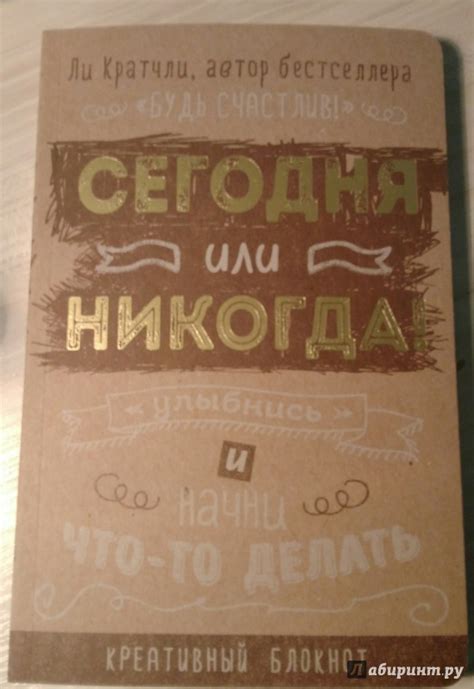 Ли Кратчли, автор бестселлера
«БУДЬ СЧАСТЛИВ!»
СЕГОДНЯ
или
НИКОГДА!
« улыбнись »
и
начни
ЧТО-ТО ДЕЛАТЬ
КРЕАТИВНЫЙ БЛОКНОТ
Лабиринт.ру